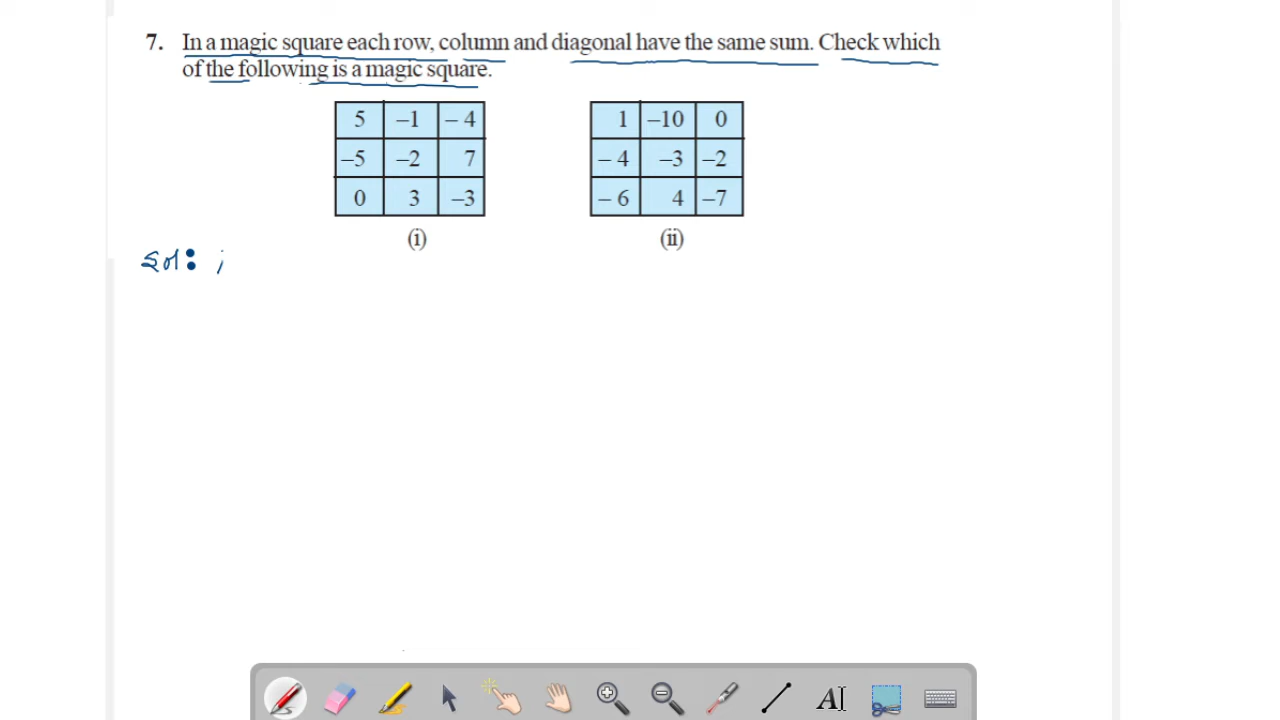 7. In a magic square each row, column and diagonal have the same sum. Check which
of the following is a magic square.
5 –1 – 4
–5 –2 7
0 3 –3
(i)
1 –10 0
– 4 –3 –2
– 6 4 –7
(ii)
જવાબ: